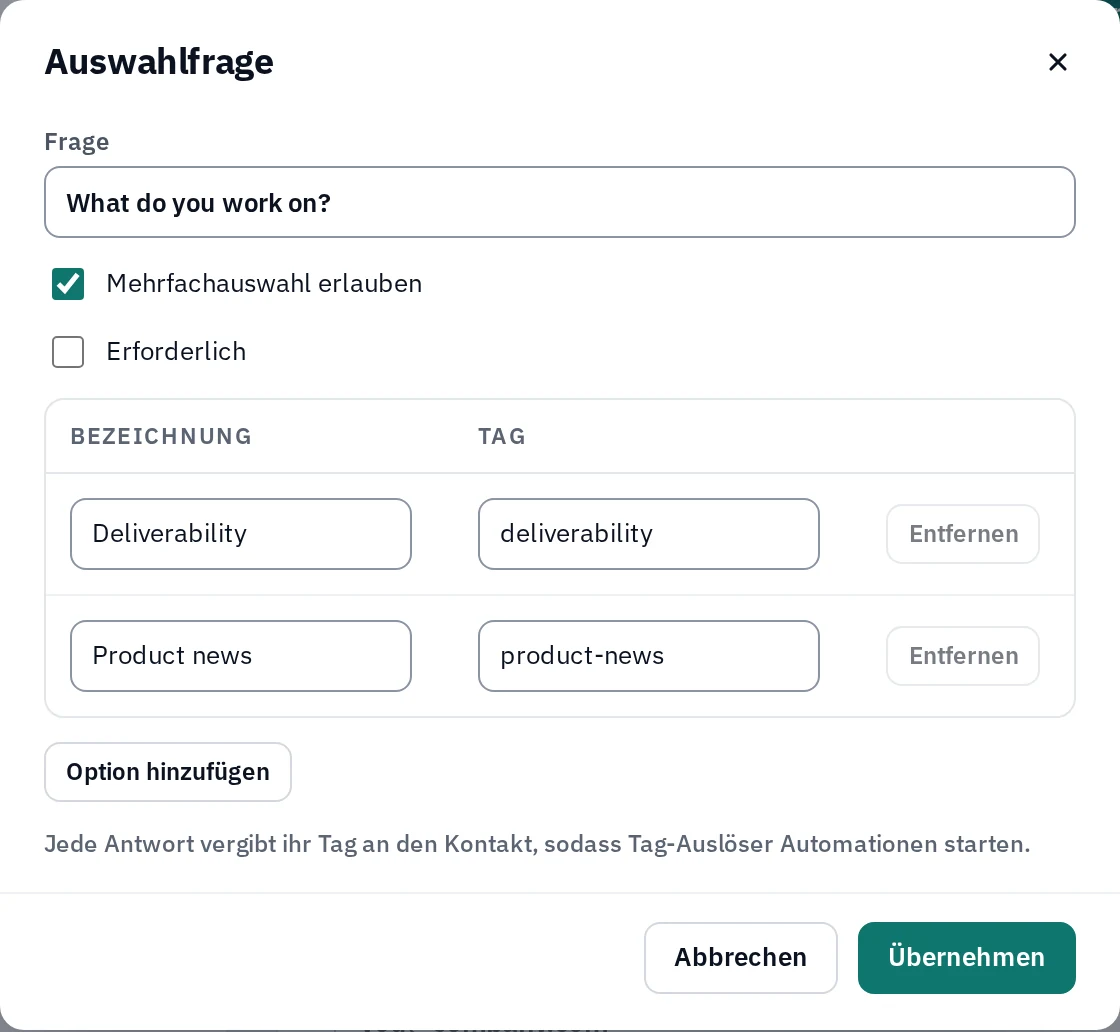 Auswahlfrage
Frage
What do you work on?
Mehrfachauswahl erlauben
Erforderlich
BEZEICHNUNG TAG
Deliverability deliverability Entfernen
Product news product-news Entfernen
Option hinzufügen
Jede Antwort vergibt ihr Tag an den Kontakt, sodass Tag-Auslöser Automationen starten.
Abbrechen Übernehmen